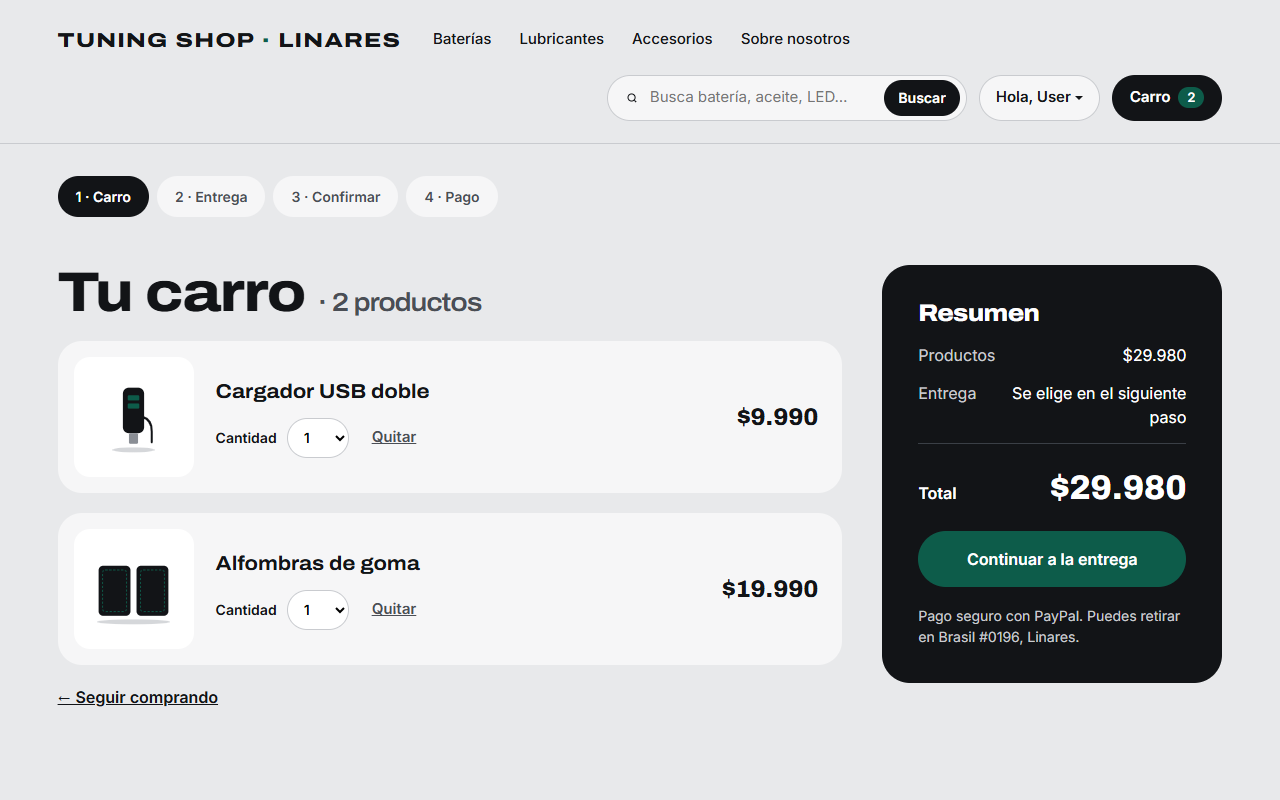 TUNING SHOP · LINARES
Baterías
Lubricantes
Accesorios
Sobre nosotros
Busca batería, aceite, LED...
Buscar
Hola, User
Carro 2
1 · Carro
2 · Entrega
3 · Confirmar
4 · Pago
Tu carro · 2 productos
Cargador USB doble
Cantidad 1 Quitar
$9.990
Alfombras de goma
Cantidad 1 Quitar
$19.990
← Seguir comprando
Resumen
Productos $29.980
Entrega Se elige en el siguiente
paso
Total $29.980
Continuar a la entrega
Pago seguro con PayPal. Puedes retirar
en Brasil #0196, Linares.